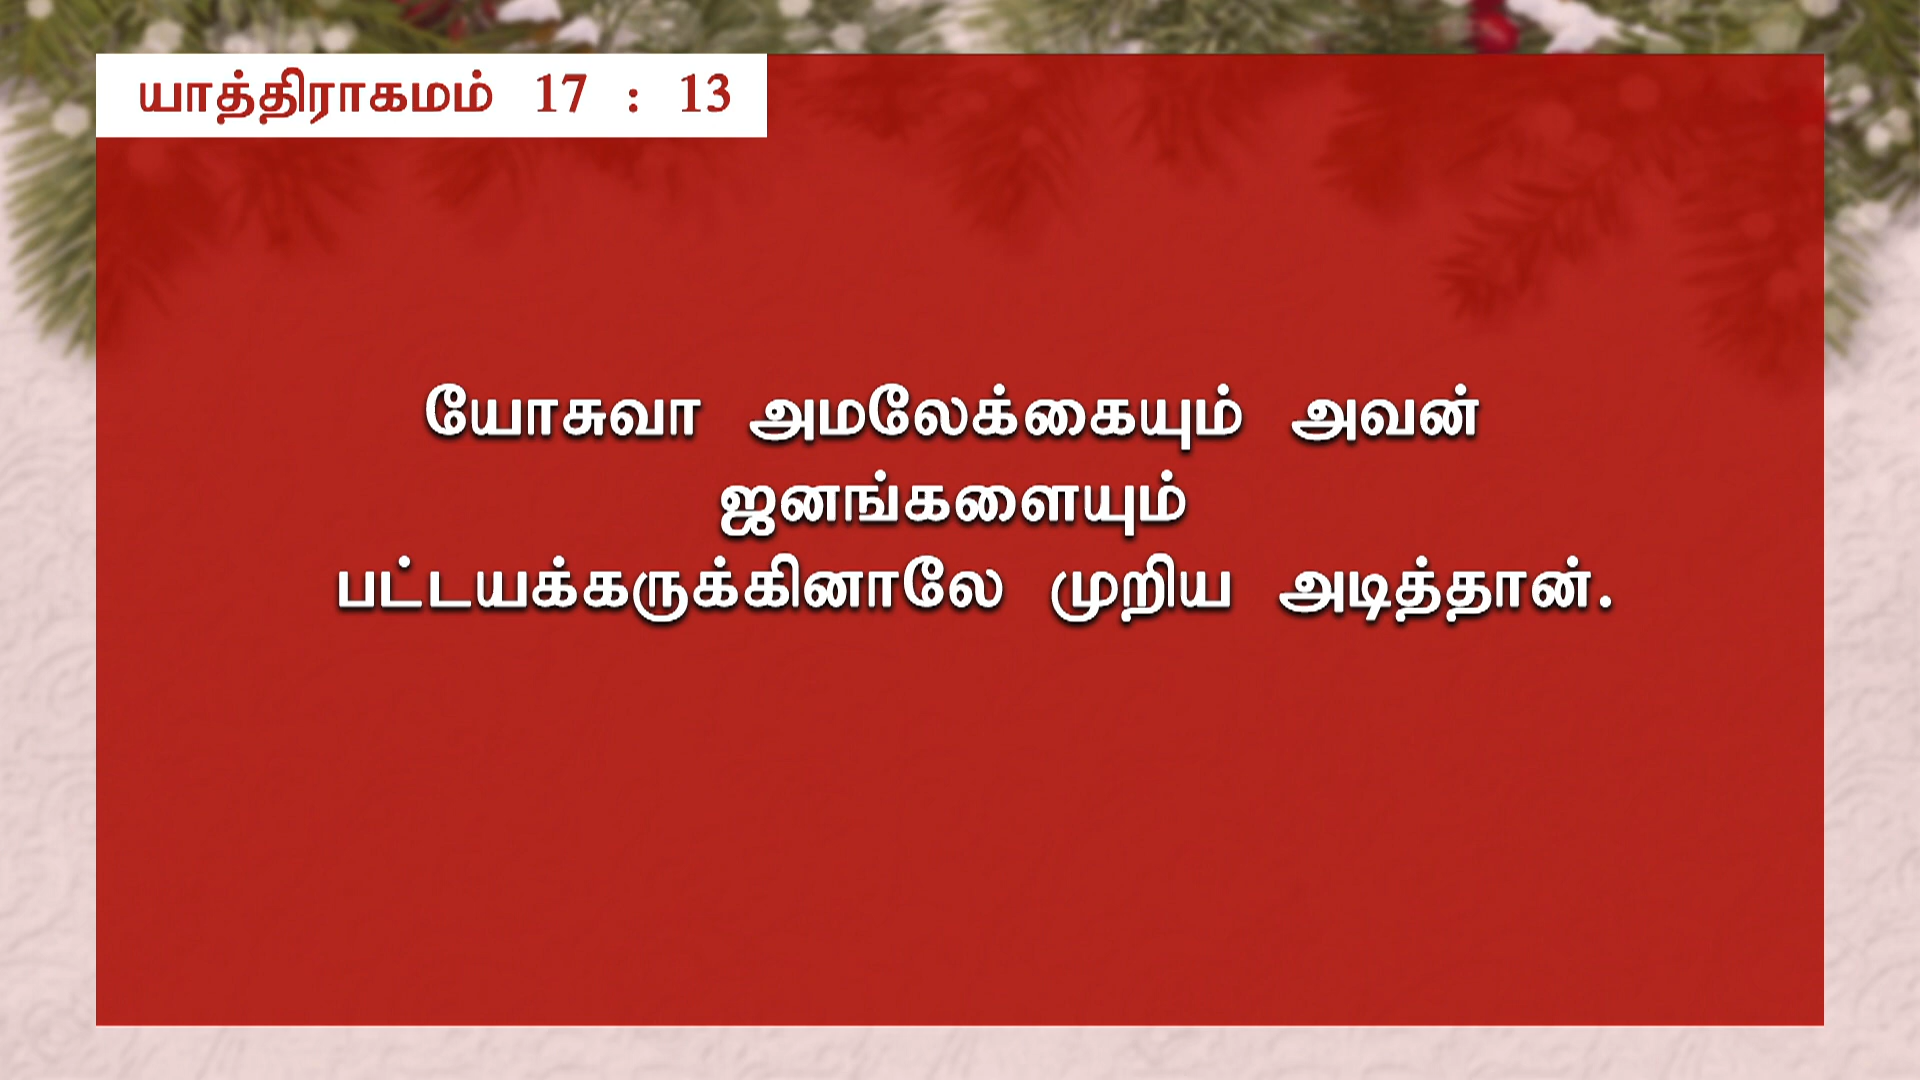 யாத்திராகமம் 17 : 13
யோசுவா அமலேக்கையும் அவன்
ஜனங்களையும்
பட்டயக்கருக்கினாலே முறிய அடித்தான்.